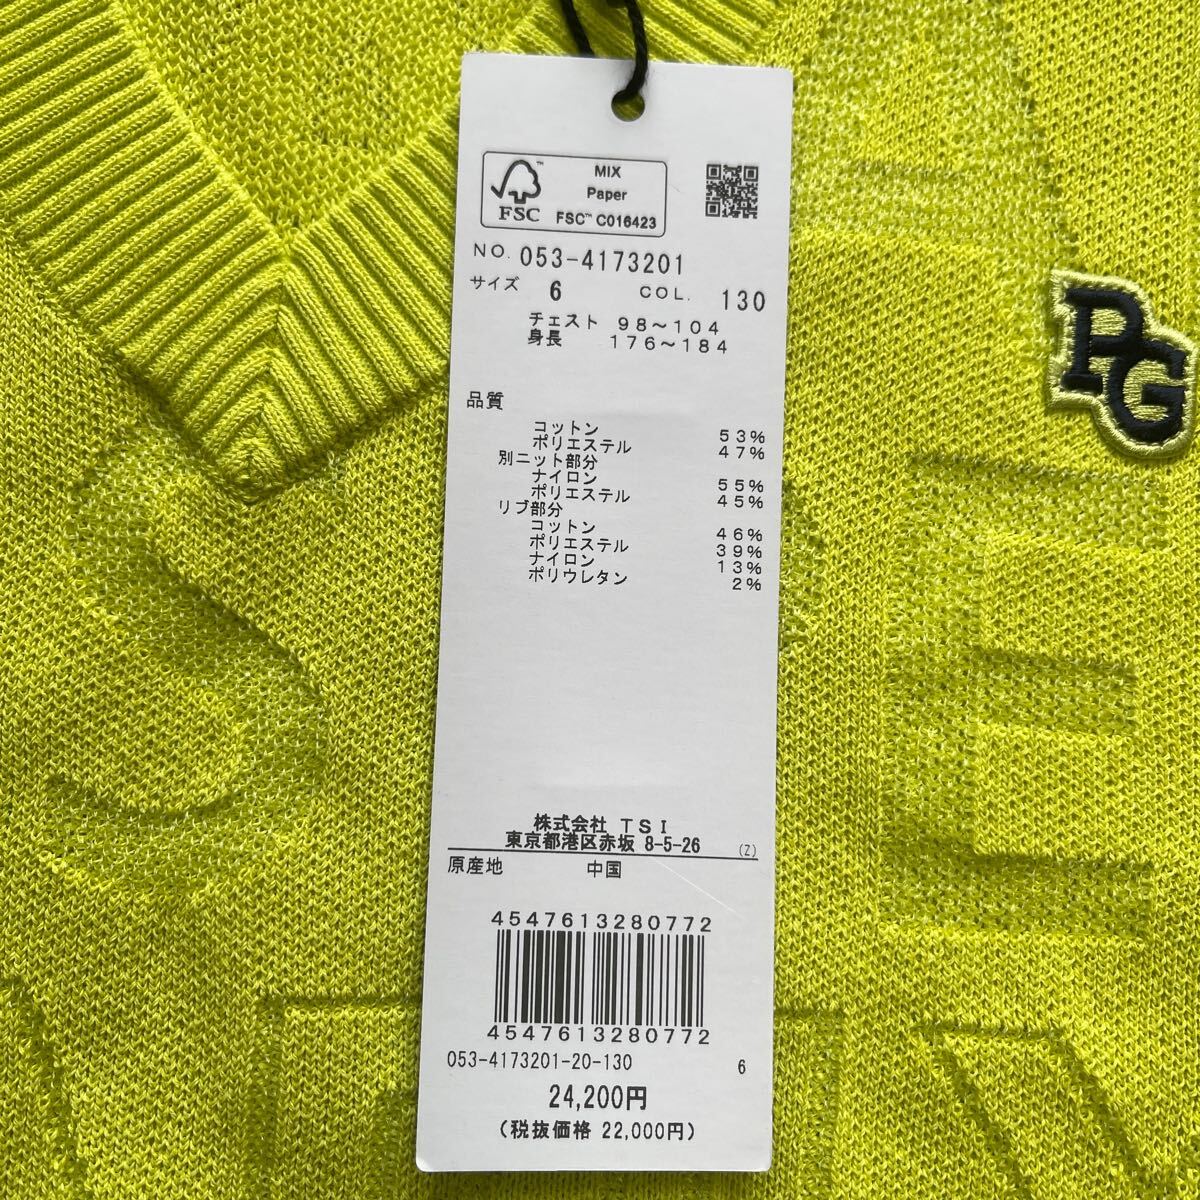 FSC
MIX
Paper
FSC™ C016423
NO. 053-4173201
サイズ 6 COL. 130
チェスト 98～104
身長 176～184
品質
コットン 53%
ポリエステル 47%
別ニット部分
ナイロン 55%
ポリエステル 45%
リブ部分
コットン 46%
ポリエステル 39%
ナイロン 13%
ポリウレタン 2%
株式会社 TSI
東京都港区赤坂 8-5-26 (Z)
原産地 中国
4547613280772
4547613280772
053-4173201-20-130 6
24,200円
(税抜価格 22,000円)
PG